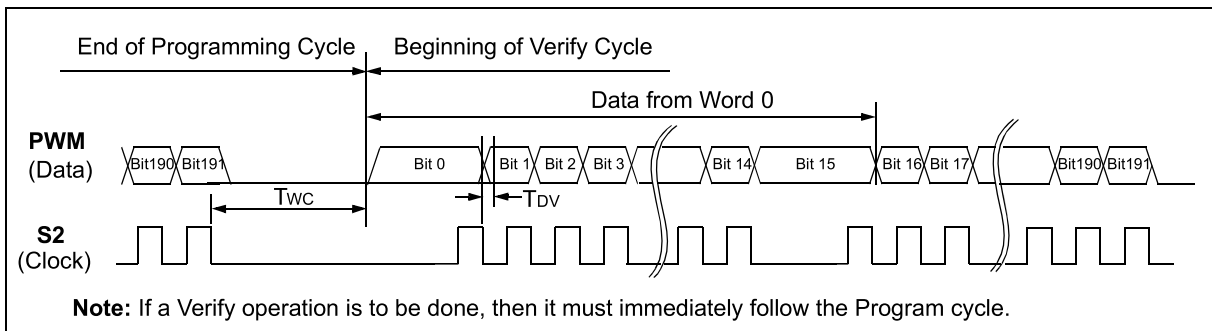 End of Programming Cycle Beginning of Verify Cycle
Data from Word 0
PWM
(Data)
Bit190 Bit191 Bit 0 Bit 1 Bit 2 Bit 3 Bit 14 Bit 15 Bit 16 Bit 17 Bit190 Bit191
TWC TDV
S2
(Clock)
Note: If a Verify operation is to be done, then it must immediately follow the Program cycle.